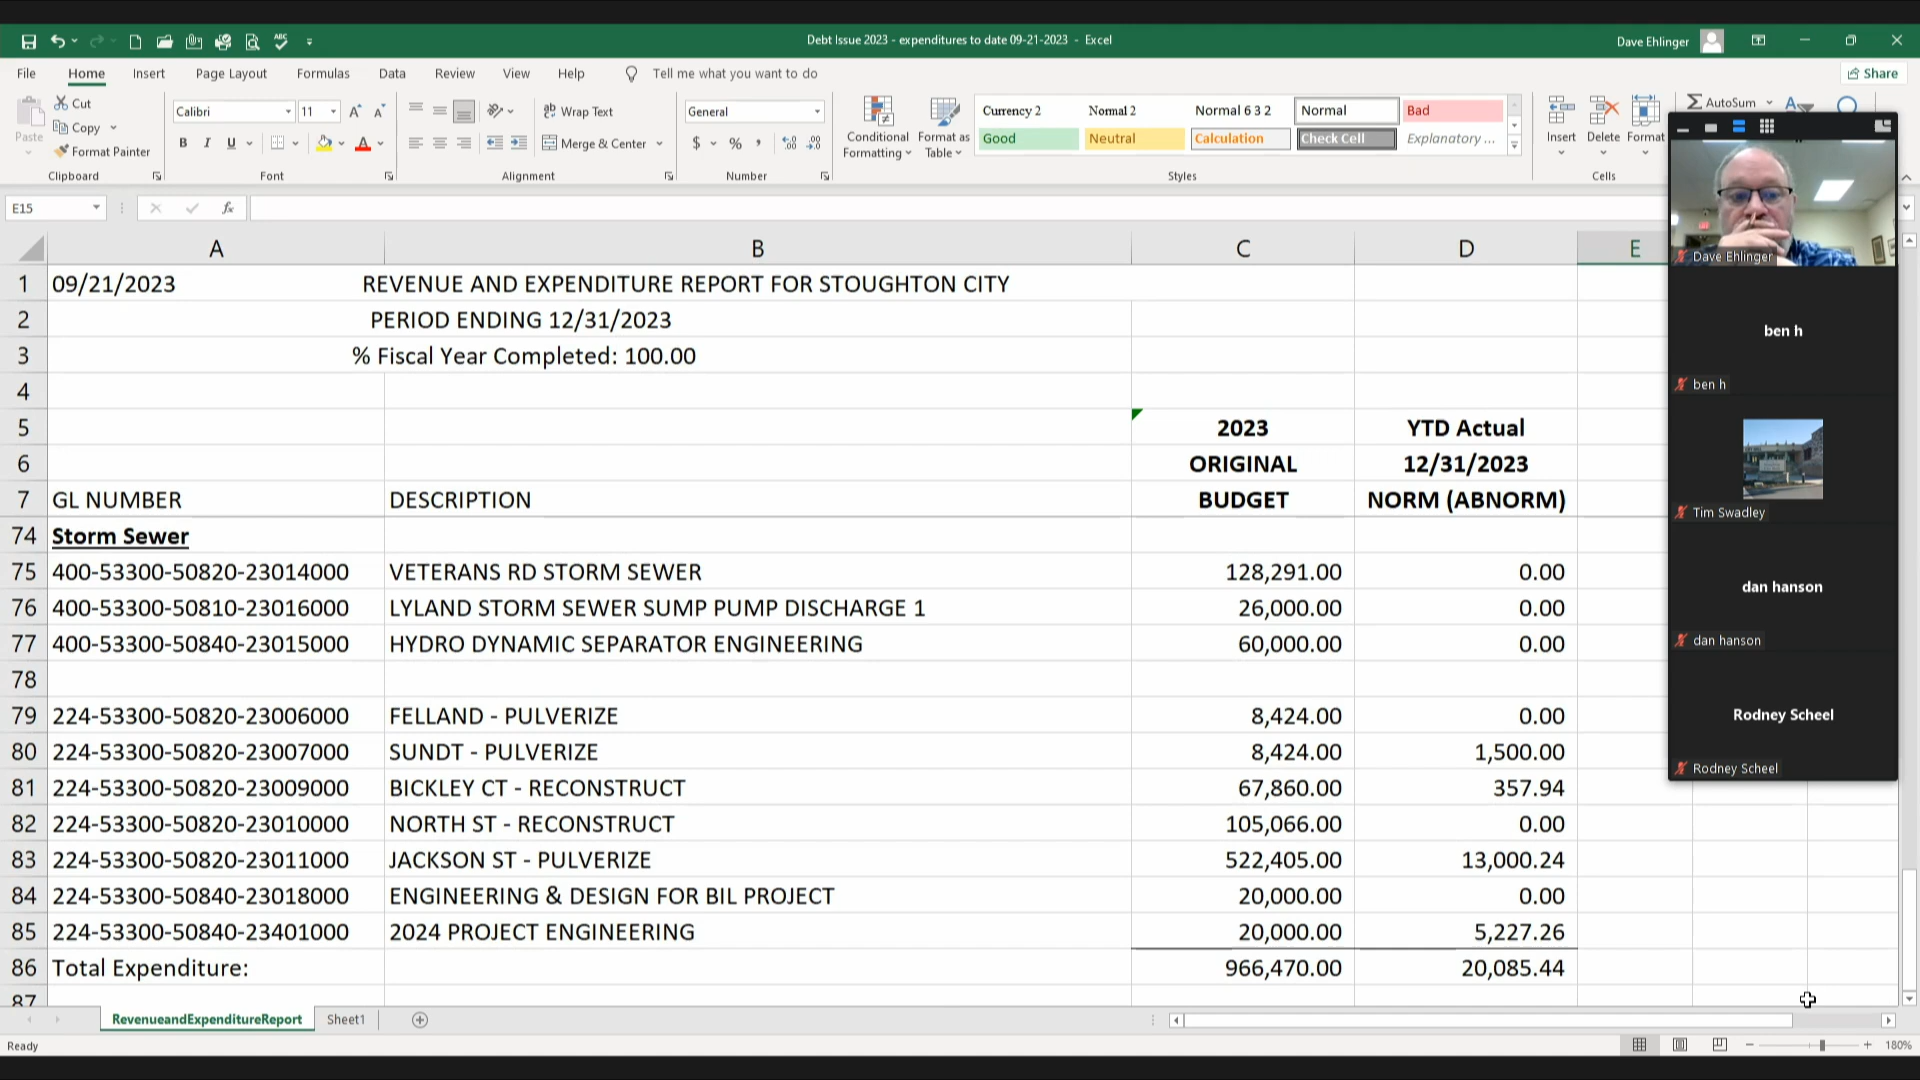 Debt Issue 2023 - expenditures to date 09-21-2023 - Excel
Dave Ehlinger
File Home Insert Page Layout Formulas Data Review View Help Tell me what you want to do
Share
Paste
Cut
Copy
Format Painter
Clipboard
Calibri 11
B I U
Font
Wrap Text
Merge & Center
Alignment
General
$ % ,
Number
Conditional Formatting
Format as Table
Currency 2 Normal 2 Normal 6 3 2 Normal Bad
Good Neutral Calculation Check Cell Explanatory ...
Styles
Insert Delete Format
Cells
AutoSum
E15
fx
A B C D E
1 09/21/2023 REVENUE AND EXPENDITURE REPORT FOR STOUGHTON CITY
2 PERIOD ENDING 12/31/2023
3 % Fiscal Year Completed: 100.00
4
5 2023 YTD Actual
6 ORIGINAL 12/31/2023
7 GL NUMBER DESCRIPTION BUDGET NORM (ABNORM)
74 Storm Sewer
75 400-53300-50820-23014000 VETERANS RD STORM SEWER 128,291.00 0.00
76 400-53300-50810-23016000 LYLAND STORM SEWER SUMP PUMP DISCHARGE 1 26,000.00 0.00
77 400-53300-50840-23015000 HYDRO DYNAMIC SEPARATOR ENGINEERING 60,000.00 0.00
78
79 224-53300-50820-23006000 FELLAND - PULVERIZE 8,424.00 0.00
80 224-53300-50820-23007000 SUNDT - PULVERIZE 8,424.00 1,500.00
81 224-53300-50820-23009000 BICKLEY CT - RECONSTRUCT 67,860.00 357.94
82 224-53300-50820-23010000 NORTH ST - RECONSTRUCT 105,066.00 0.00
83 224-53300-50820-23011000 JACKSON ST - PULVERIZE 522,405.00 13,000.24
84 224-53300-50840-23018000 ENGINEERING & DESIGN FOR BIL PROJECT 20,000.00 0.00
85 224-53300-50840-23401000 2024 PROJECT ENGINEERING 20,000.00 5,227.26
86 Total Expenditure: 966,470.00 20,085.44
87
Dave Ehlinger
ben h
ben h
Tim Swadley
dan hanson
dan hanson
Rodney Scheel
Rodney Scheel
RevenueandExpenditureReport Sheet1
Ready
180%